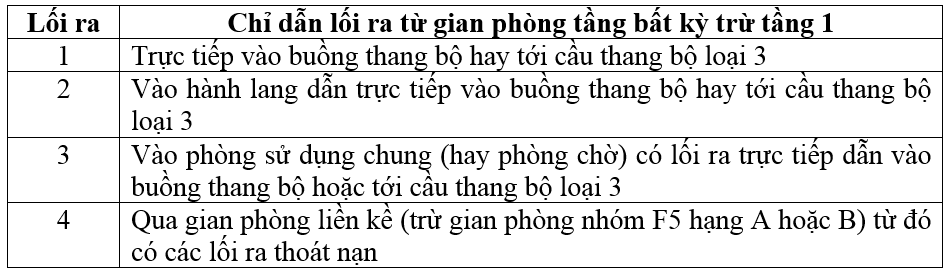 Lối ra Chỉ dẫn lối ra từ gian phòng tầng bất kỳ trừ tầng 1
1 Trực tiếp vào buồng thang bộ hay tới cầu thang bộ loại 3
2 Vào hành lang dẫn trực tiếp vào buồng thang bộ hay tới cầu thang bộ
loại 3
3 Vào phòng sử dụng chung (hay phòng chờ) có lối ra trực tiếp dẫn vào
buồng thang bộ hoặc tới cầu thang bộ loại 3
4 Qua gian phòng liền kề (trừ gian phòng nhóm F5 hạng A hoặc B) từ đó
có các lối ra thoát nạn